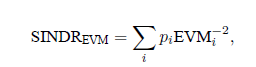 SINDR_EVM = ∑_i p_i EVM_i^{-2},